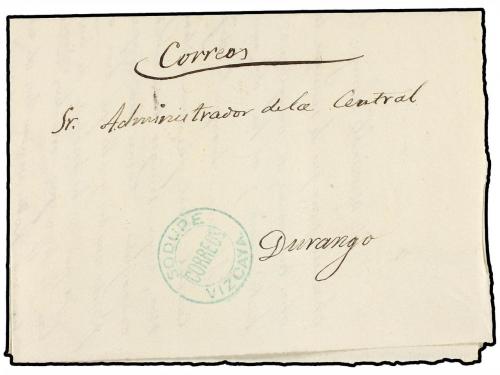 Correos
Sr. Administrador de la Central
Durango
SODUPE
CORREOS
VIZCAYA